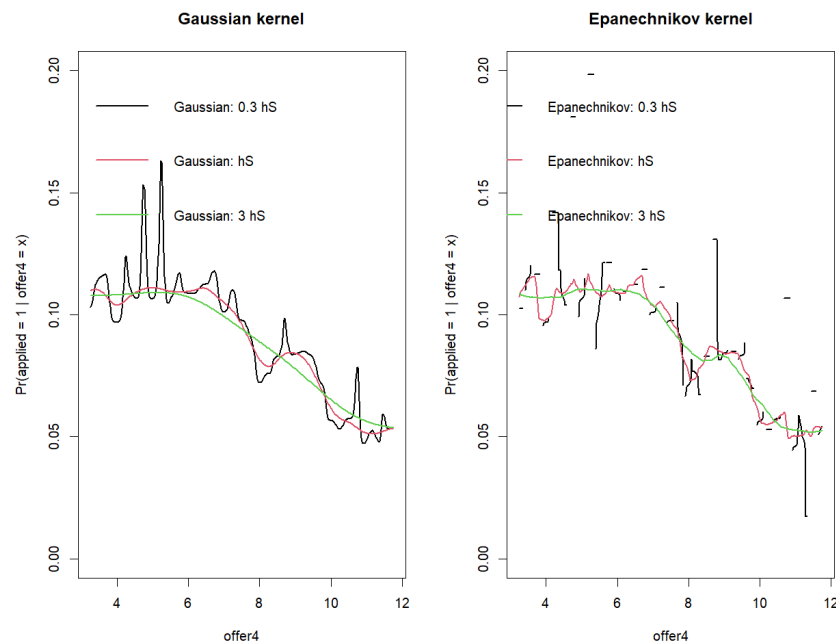 Gaussian kernel
Pr(applied = 1 | offer4 = x)
0.20
0.15
0.10
0.05
0.00
Gaussian: 0.3 hS
Gaussian: hS
Gaussian: 3 hS
4 6 8 10 12
offer4
Epanechnikov kernel
Pr(applied = 1 | offer4 = x)
0.20
0.15
0.10
0.05
0.00
Epanechnikov: 0.3 hS
Epanechnikov: hS
Epanechnikov: 3 hS
4 6 8 10 12
offer4